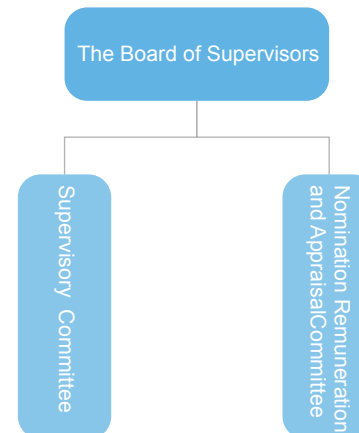 The Board of Supervisors
Supervisory Committee
Nomination Remuneration
and AppraisalCommittee